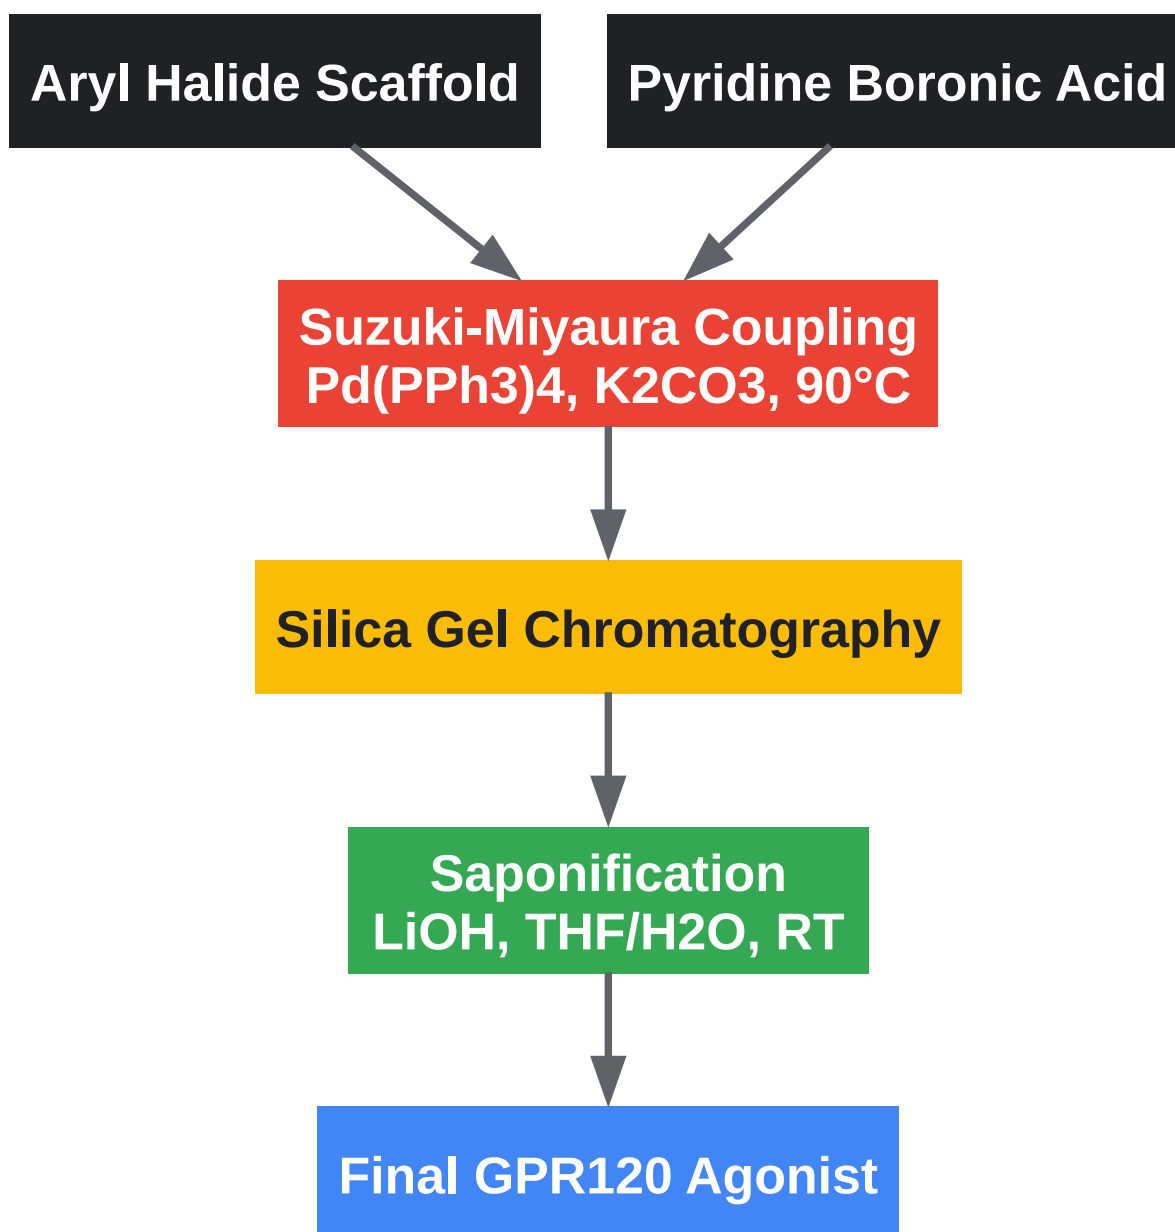 Aryl Halide Scaffold
Pyridine Boronic Acid
Suzuki-Miyaura Coupling
Pd(PPh3)4, K2CO3, 90°C
Silica Gel Chromatography
Saponification
LiOH, THF/H2O, RT
Final GPR120 Agonist